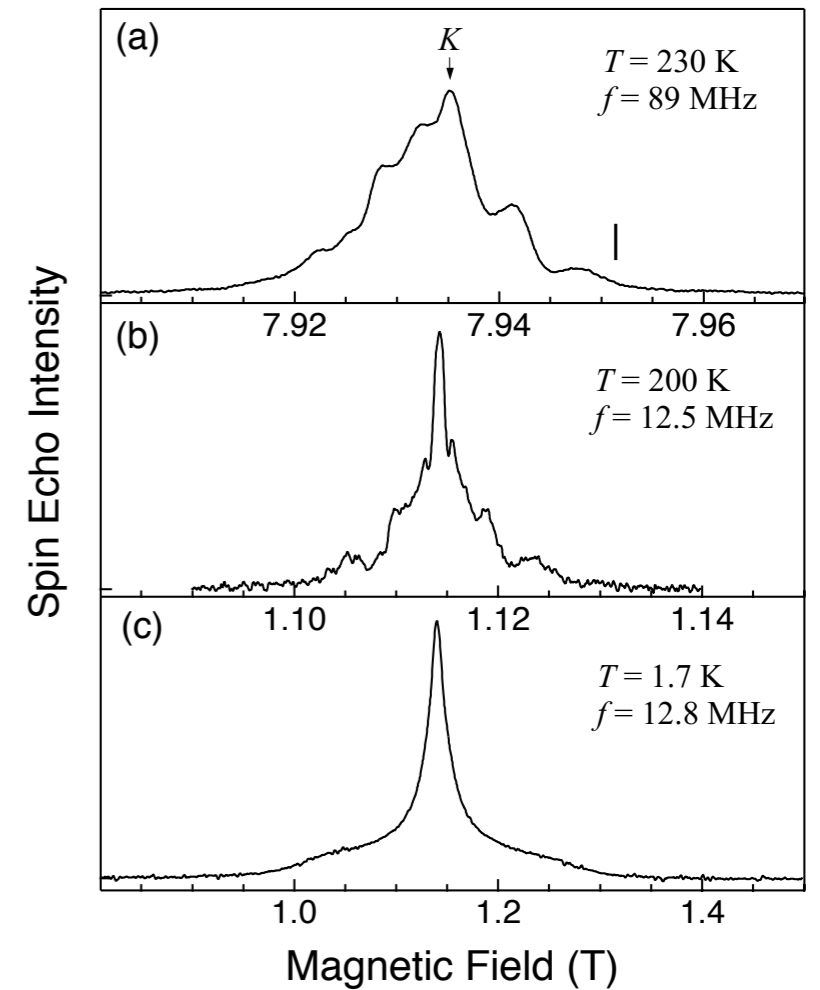 (a)
K
T = 230 K
f = 89 MHz
7.92 7.94 7.96
(b)
T = 200 K
f = 12.5 MHz
1.10 1.12 1.14
(c)
T = 1.7 K
f = 12.8 MHz
1.0 1.2 1.4
Spin Echo Intensity
Magnetic Field (T)